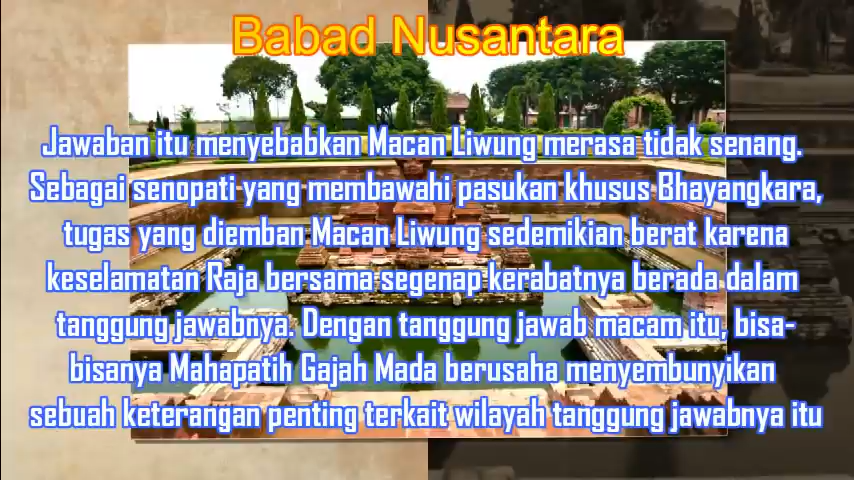 Babad Nusantara
Jawaban itu menyebabkan Macan Liwung merasa tidak senang.
Sebagai senopati yang membawahi pasukan khusus Bhayangkara,
tugas yang diemban Macan Liwung sedemikian berat karena
keselamatan Raja bersama segenap kerabatnya berada dalam
tanggung jawabnya. Dengan tanggung jawab macam itu, bisa-
bisanya Mahapatih Gajah Mada berusaha menyembunyikan
sebuah keterangan penting terkait wilayah tanggung jawabnya itu